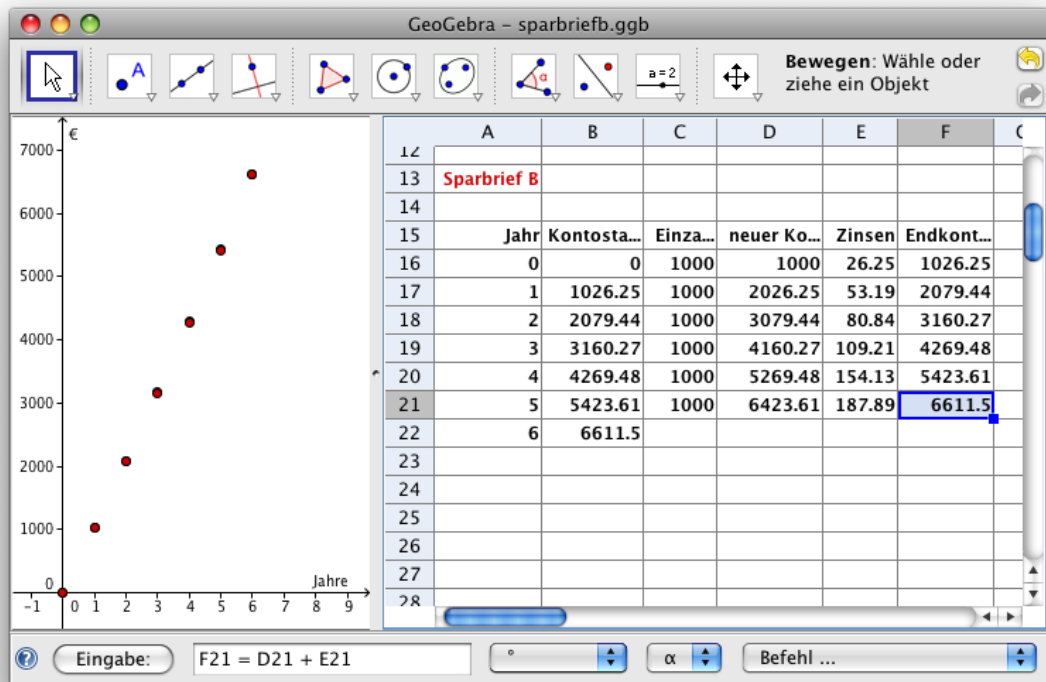 GeoGebra – sparbriefb.ggb
A
α
a = 2
Bewegen: Wähle oder
ziehe ein Objekt
€
7000
6000
5000
4000
3000
2000
1000
0
Jahre
−1 0 1 2 3 4 5 6 7 8 9
A B C D E F
12
13 Sparbrief B
14
15 Jahr Kontosta... Einza... neuer Ko... Zinsen Endkont...
16 0 0 1000 1000 26.25 1026.25
17 1 1026.25 1000 2026.25 53.19 2079.44
18 2 2079.44 1000 3079.44 80.84 3160.27
19 3 3160.27 1000 4160.27 109.21 4269.48
20 4 4269.48 1000 5269.48 154.13 5423.61
21 5 5423.61 1000 6423.61 187.89 6611.5
22 6 6611.5
23
24
25
26
27
28
? Eingabe: F21 = D21 + E21 ° α Befehl ...